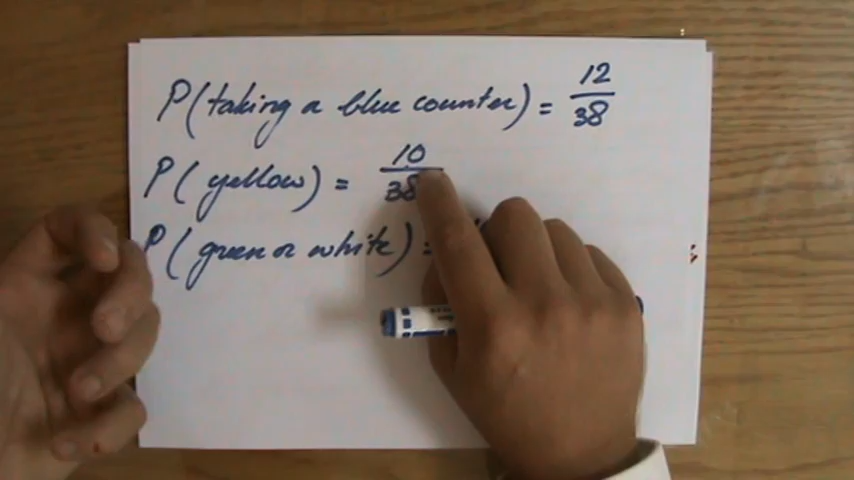 P(taking a blue counter) = 12/38
P( yellow) = 10/38
P( green or white) =